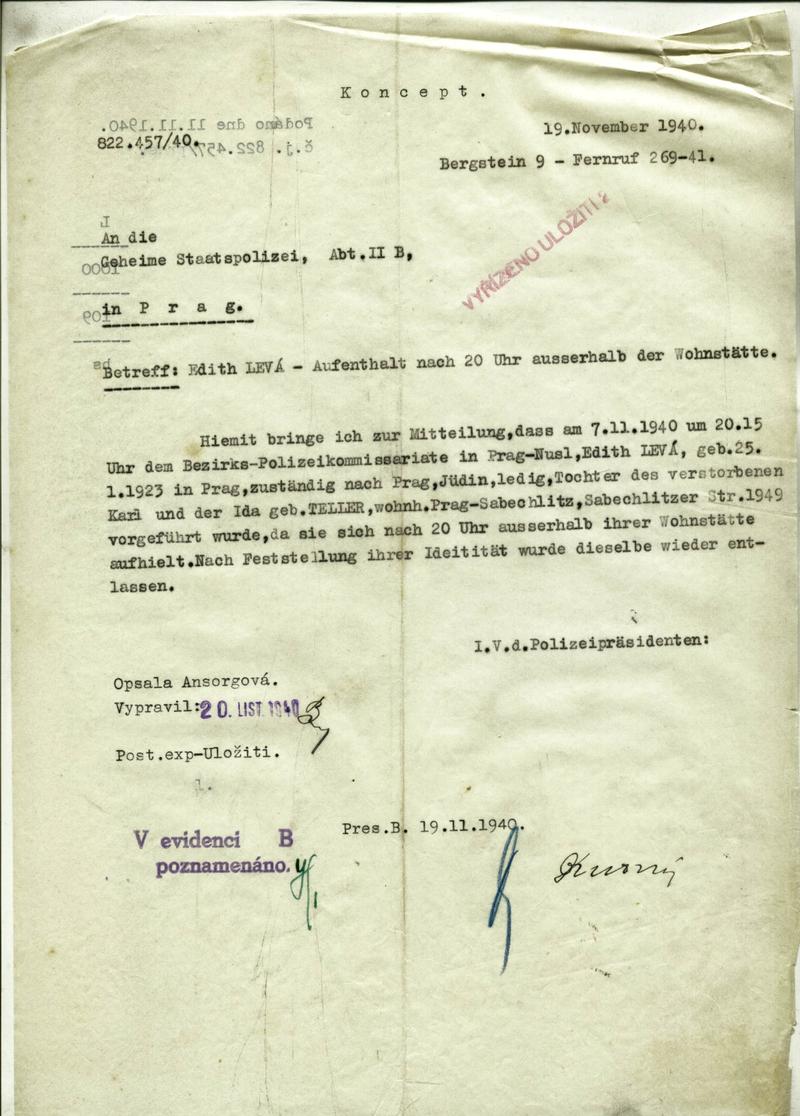 Koncept.
Podáno dne 11.11.1940.
19.November 1940.
822.457/40.
č.j. 822.457/
Bergstein 9 - Fernruf 269-41.
VYŘÍZENO ULOŽITI
An die
Geheime Staatspolizei, Abt.II B,
in Prag.
Betreff: Edith LEVÁ - Aufenthalt nach 20 Uhr ausserhalb der Wohnstätte.
Hiemit bringe ich zur Mitteilung,dass am 7.11.1940 um 20.15
Uhr dem Bezirks-Polizeikommissariate in Prag-Nusl,Edith LEVÁ, geb.25.
1.1923 in Prag,zuständig nach Prag,Jüdin,ledig,Tochter des verstorbenen
Karl und der Ida geb.TELLER,wohnh.Prag-Sabechlitz,Sabechlitzer Str.1949
vorgeführt wurde,da sie sich nach 20 Uhr ausserhalb ihrer Wohnstätte
aufhielt.Nach Feststellung ihrer Ideitität wurde dieselbe wieder ent-
lassen.
I.V.d.Polizeipräsidenten:
Opsala Ansorgová.
Vypravil: 20. LIST. 1940
Post.exp-Uložiti.
1.
Pres.B. 19.11.1940.
V evidenci B
poznamenáno.